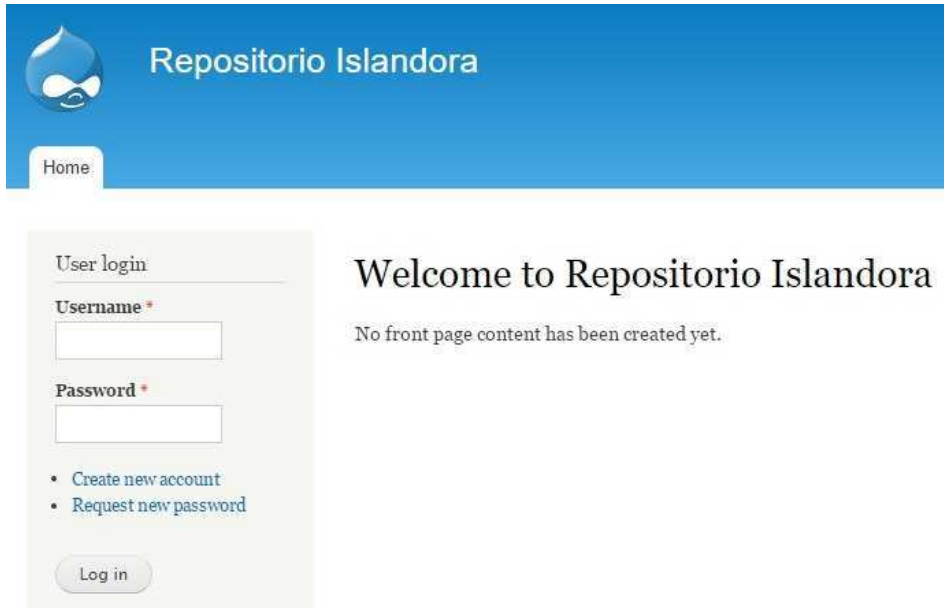 Repositorio Islandora
Home
User login
Username *
Password *
Create new account
Request new password
Log in
Welcome to Repositorio Islandora
No front page content has been created yet.